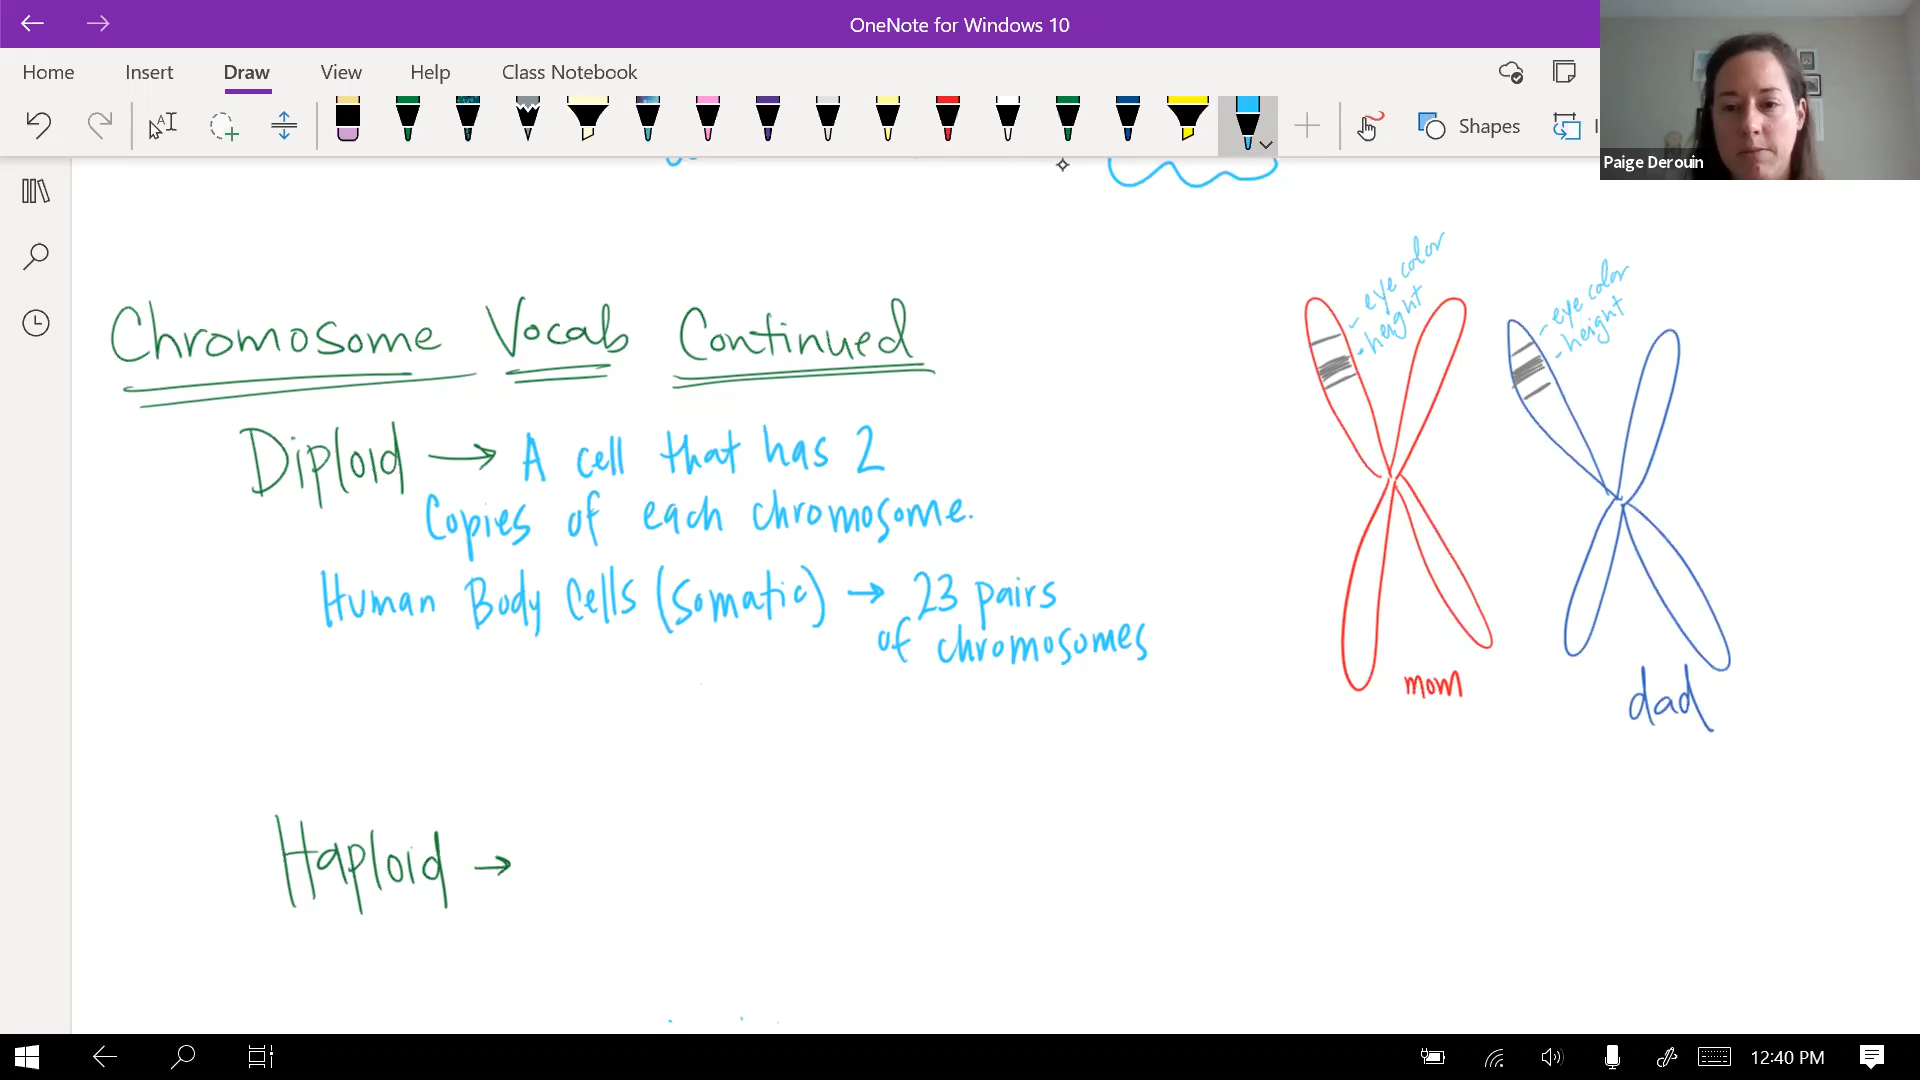 OneNote for Windows 10
Home Insert Draw View Help Class Notebook
Shapes
Paige Derouin
Chromosome Vocab Continued
Diploid → A cell that has 2
Copies of each chromosome.
Human Body Cells (Somatic) → 23 pairs
of chromosomes
Haploid →
- eye color
- height
mom
- eye color
- height
dad
12:40 PM